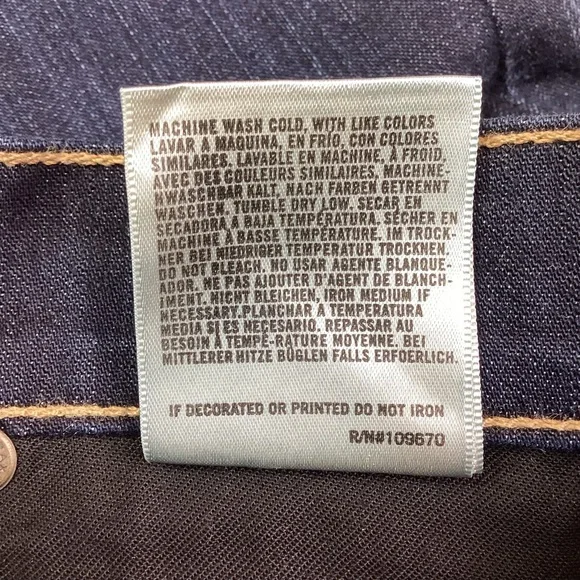 MACHINE WASH COLD, WITH LIKE COLORS
LAVAR A MAQUINA, EN FRÍO, CON COLORES
SIMILARES, LAVABLE EN MACHINE, À FROID,
AVEC DES COULEURS SIMILAIRES, MACHINE-
NWASCHBAR KALT, NACH FARBEN GETRENNT
WASCHEN, TUMBLE DRY LOW, SECAR EN
SECADORA Á BAJA TEMPERATURA. SÉCHER EN
MACHINE À BASSE TEMPÉRATURE, IM TROCK-
NER BEI NIEDRIGER TEMPERATUR TROCKNEN.
DO NOT BLEACH. NO USAR AGENTE BLANQUE-
ADOR. NE PAS AJOUTER D'AGENT DE BLANCH-
IMENT. NICHT BLEICHEN, IRON MEDIUM IF
NECESSARY.PLANCHAR A TEMPERATURA
MEDIA SI ES NECESARIO. REPASSAR AU
BESOIN À TEMPÉ-RATURE MOYENNE. BEI
MITTLERER HITZE BÜGLEN FALLS ERFOERLICH.
IF DECORATED OR PRINTED DO NOT IRON
R/N#109670